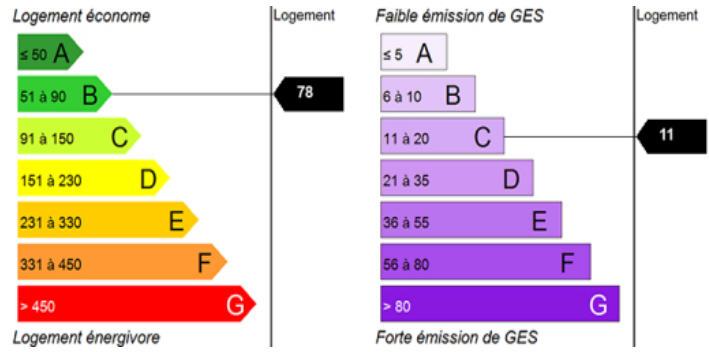 Logement économe
Logement
≤ 50 A
51 à 90 B
78
91 à 150 C
151 à 230 D
231 à 330 E
331 à 450 F
> 450 G
Logement énergivore
Faible émission de GES
Logement
≤ 5 A
6 à 10 B
11 à 20 C
11
21 à 35 D
36 à 55 E
56 à 80 F
> 80 G
Forte émission de GES